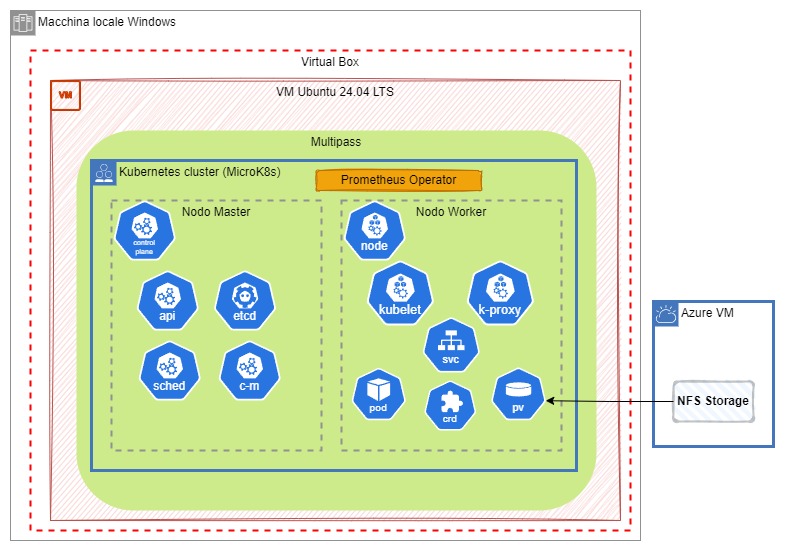 Macchina locale Windows
Virtual Box
VM
VM Ubuntu 24.04 LTS
Multipass
Kubernetes cluster (MicroK8s)
Prometheus Operator
Nodo Master
control
plane
api
etcd
sched
c-m
Nodo Worker
node
kubelet
k-proxy
svc
pod
crd
pv
Azure VM
NFS Storage